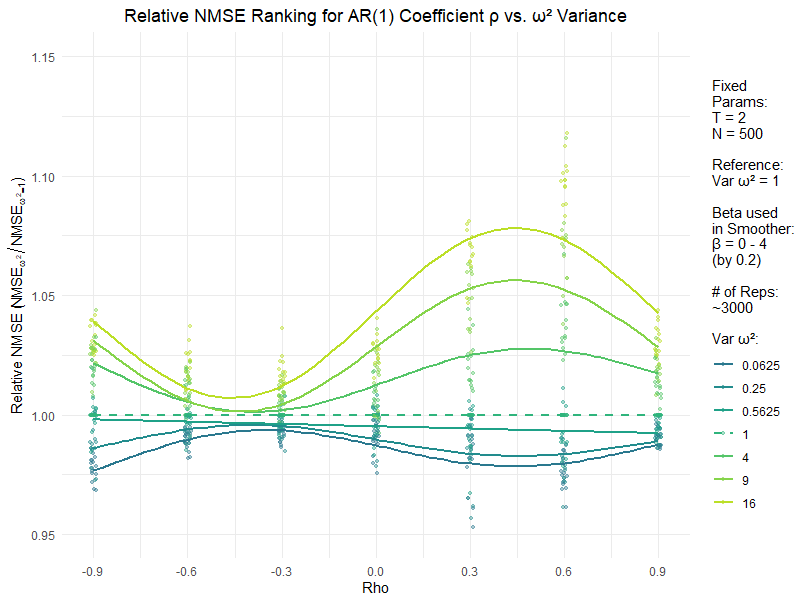 Relative NMSE Ranking for AR(1) Coefficient ρ vs. ω² Variance
Relative NMSE (NMSE_ω² / NMSE_ω²=1)
1.15
1.10
1.05
1.00
0.95
-0.9
-0.6
-0.3
0.0
0.3
0.6
0.9
Rho
Fixed
Params:
T = 2
N = 500
Reference:
Var ω² = 1
Beta used
in Smoother:
β = 0 - 4
(by 0.2)
# of Reps:
~3000
Var ω²:
0.0625
0.25
0.5625
1
4
9
16